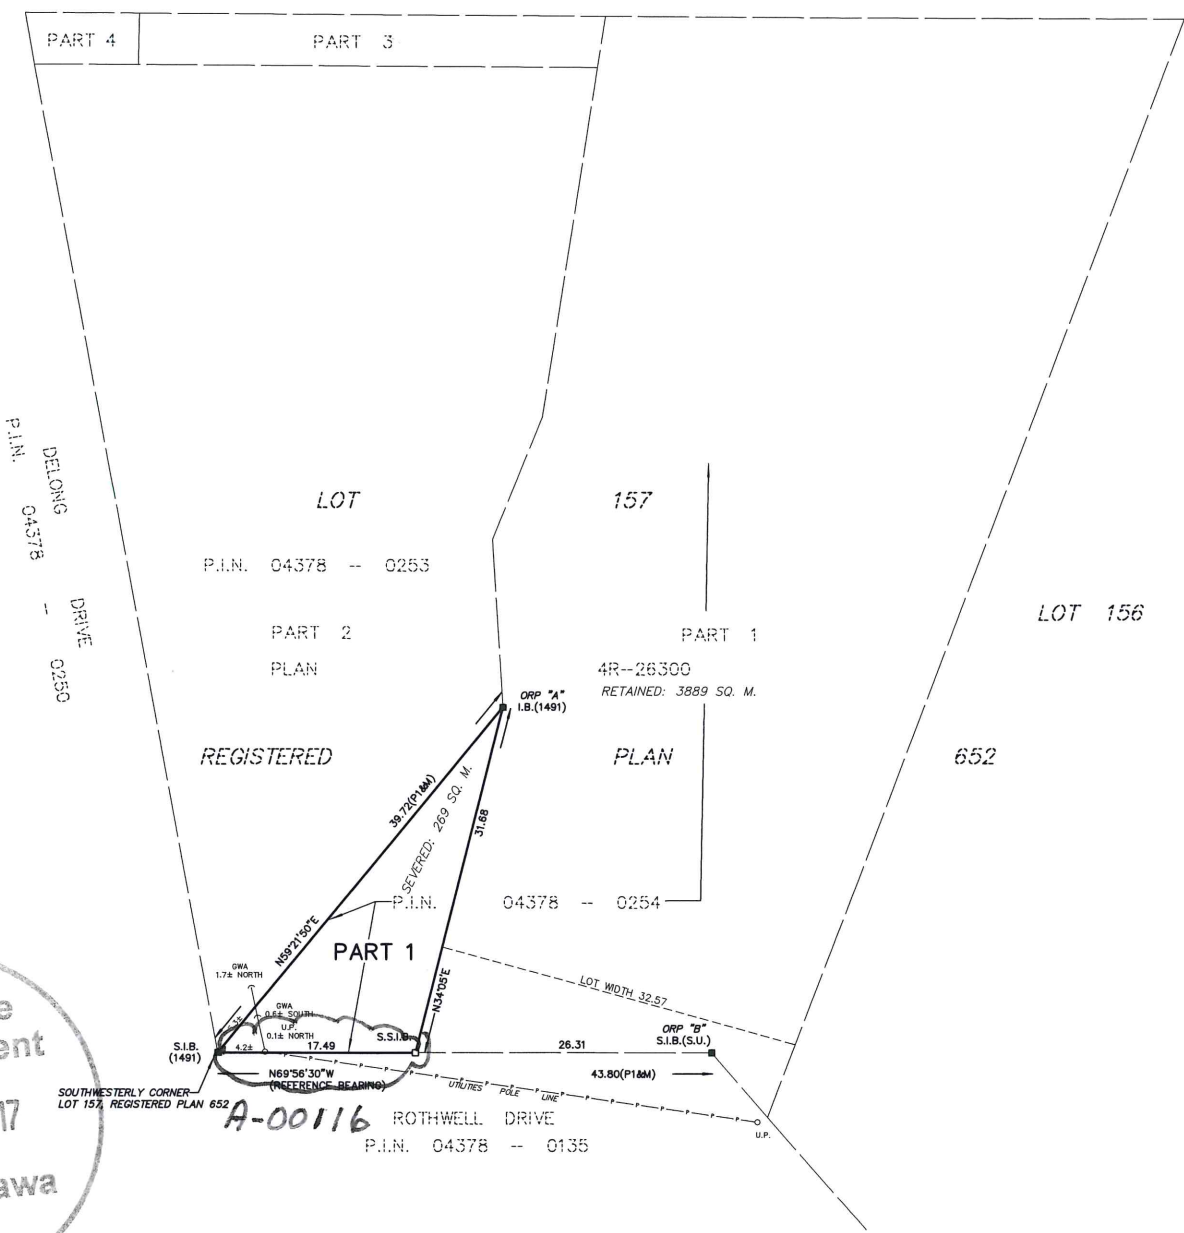 PART 4
PART 3
DELONG DRIVE
P.I.N. 04378 - 0250
LOT 157
P.I.N. 04378 -- 0253
LOT 156
PART 2
PART 1
PLAN 4R--26300
RETAINED: 3889 SQ. M.
ORP "A"
I.B.(1491)
REGISTERED PLAN 652
39.72(P1&M)
SEVERED: 269 SQ. M.
31.68
P.I.N. 04378 -- 0254
N59°21'50"E
PART 1
GWA
1.7± NORTH
N34°05'E
LOT WIDTH 32.57
GWA
0.6± SOUTH
U.P.
0.1± NORTH
S.S.I.B.
ORP "B"
S.I.B.(S.U.)
S.I.B.
(1491)
4.2±
17.49
26.31
N69°56'30"W
(REFERENCE BEARING)
43.80(P1&M)
UTILITIES POLE LINE
SOUTHWESTERLY CORNER
LOT 157, REGISTERED PLAN 652
A-00116
ROTHWELL DRIVE
P.I.N. 04378 -- 0135
U.P.
e
ent
17
awa